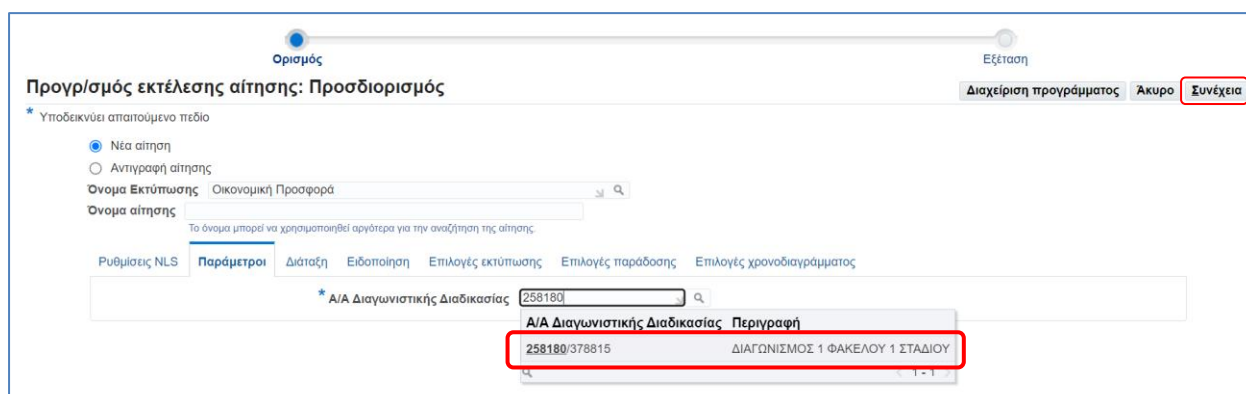 Ορισμός
Εξέταση
Προγρ/σμός εκτέλεσης αίτησης: Προσδιορισμός
Διαχείριση προγράμματος Άκυρο Συνέχεια
* Υποδεικνύει απαιτούμενο πεδίο
Νέα αίτηση
Αντιγραφή αίτησης
Όνομα Εκτύπωσης Οικονομική Προσφορά
Όνομα αίτησης
Το όνομα μπορεί να χρησιμοποιηθεί αργότερα για την αναζήτηση της αίτησης.
Ρυθμίσεις NLS Παράμετροι Διάταξη Ειδοποίηση Επιλογές εκτύπωσης Επιλογές παράδοσης Επιλογές χρονοδιαγράμματος
* Α/Α Διαγωνιστικής Διαδικασίας 258180
Α/Α Διαγωνιστικής Διαδικασίας Περιγραφή
258180/378815 ΔΙΑΓΩΝΙΣΜΟΣ 1 ΦΑΚΕΛΟΥ 1 ΣΤΑΔΙΟΥ
1 - 1